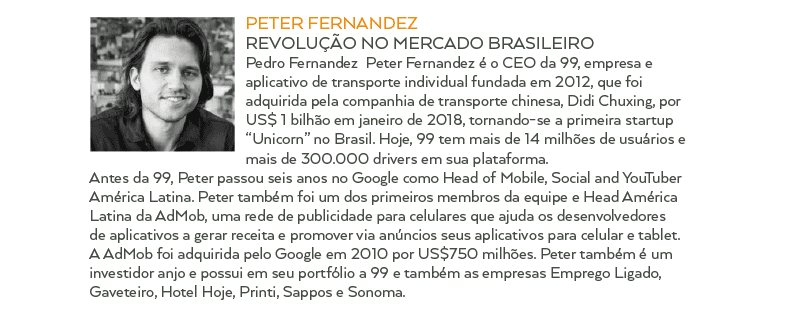 PETER FERNANDEZ
REVOLUÇÃO NO MERCADO BRASILEIRO
Pedro Fernandez  Peter Fernandez é o CEO da 99, empresa e
aplicativo de transporte individual fundada em 2012, que foi
adquirida pela companhia de transporte chinesa, Didi Chuxing, por
US$ 1 bilhão em janeiro de 2018, tornando-se a primeira startup
“Unicorn” no Brasil. Hoje, 99 tem mais de 14 milhões de usuários e
mais de 300.000 drivers em sua plataforma.
Antes da 99, Peter passou seis anos no Google como Head of Mobile, Social and YouTuber
América Latina. Peter também foi um dos primeiros membros da equipe e Head América
Latina da AdMob, uma rede de publicidade para celulares que ajuda os desenvolvedores
de aplicativos a gerar receita e promover via anúncios seus aplicativos para celular e tablet.
A AdMob foi adquirida pelo Google em 2010 por US$750 milhões. Peter também é um
investidor anjo e possui em seu portfólio a 99 e também as empresas Emprego Ligado,
Gaveteiro, Hotel Hoje, Printi, Sappos e Sonoma.